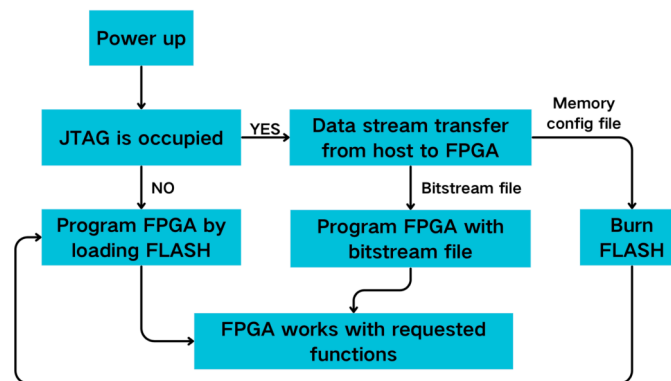 Power up
JTAG is occupied
YES
Data stream transfer
from host to FPGA
Memory
config file
NO
Bitstream file
Program FPGA by
loading FLASH
Program FPGA with
bitstream file
Burn
FLASH
FPGA works with requested
functions